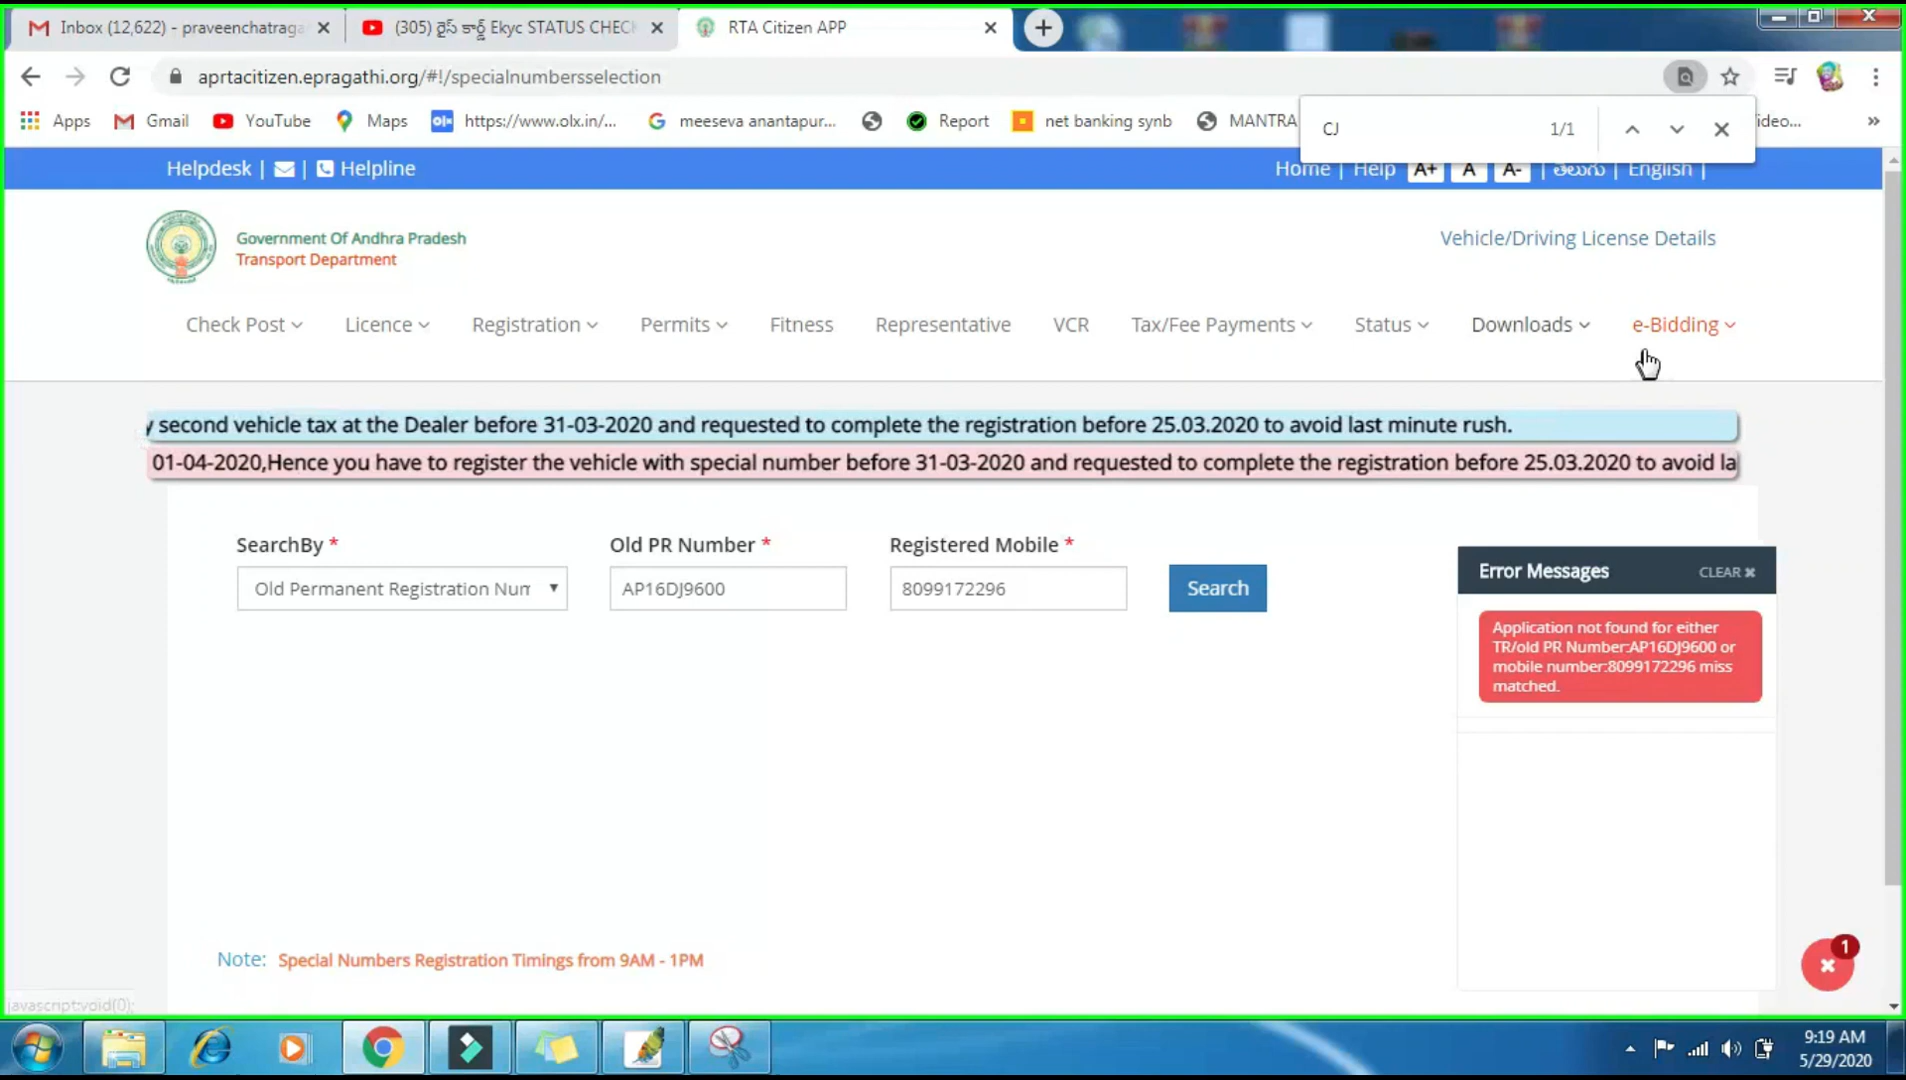 Inbox (12,622) - praveenchatraga
(305) రైస్ కార్డ్ Ekyc STATUS CHECK
RTA Citizen APP
aprtacitizen.epragathi.org/#!/specialnumbersselection
Apps
Gmail
YouTube
Maps
olx
https://www.olx.in/...
meeseva anantapur...
Report
net banking synb
MANTRA
ideo...
»
CJ
1/1
Helpdesk |
|
Helpline
Home | Help A+ A A- | తెలుగు | English |
Government Of Andhra Pradesh
Transport Department
Vehicle/Driving License Details
Check Post
Licence
Registration
Permits
Fitness
Representative
VCR
Tax/Fee Payments
Status
Downloads
e-Bidding
y second vehicle tax at the Dealer before 31-03-2020 and requested to complete the registration before 25.03.2020 to avoid last minute rush.
01-04-2020,Hence you have to register the vehicle with special number before 31-03-2020 and requested to complete the registration before 25.03.2020 to avoid la
SearchBy *
Old PR Number *
Registered Mobile *
Old Permanent Registration Num
AP16DJ9600
8099172296
Search
Error Messages
CLEAR ✖
Application not found for either
TR/old PR Number:AP16DJ9600 or
mobile number:8099172296 miss
matched.
Note: Special Numbers Registration Timings from 9AM - 1PM
1
javascript:void(0);
9:19 AM
5/29/2020